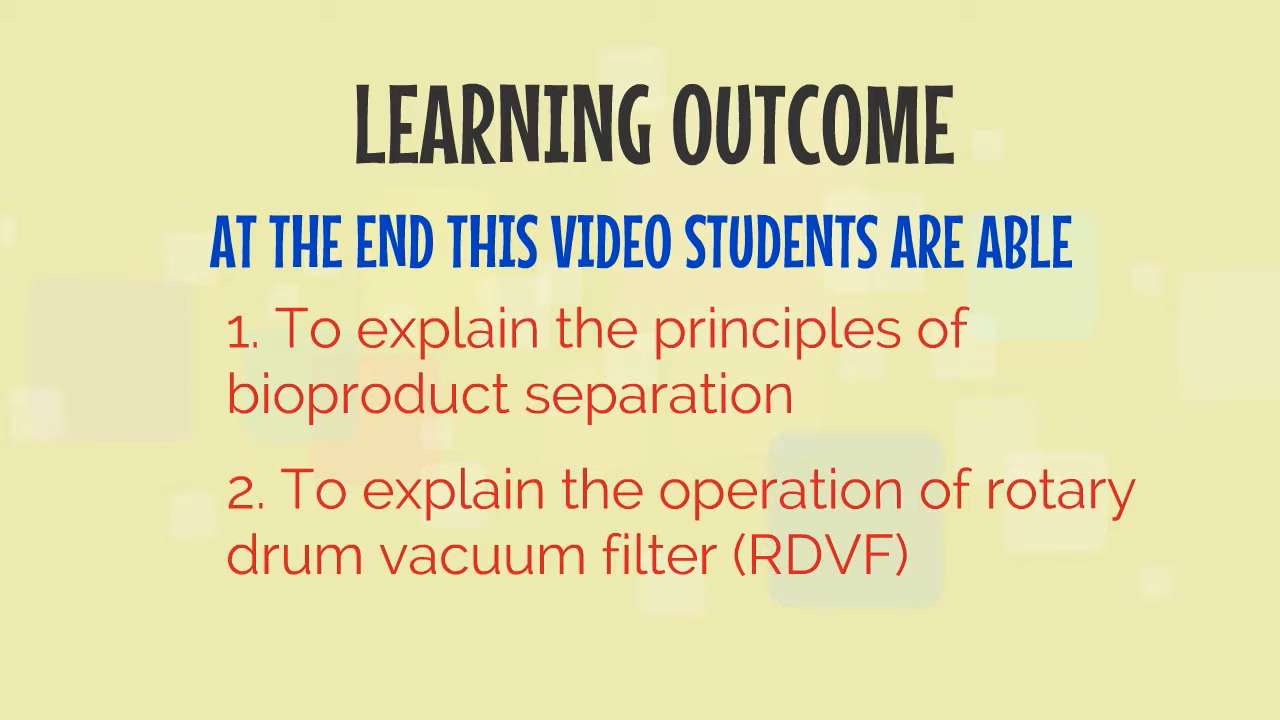 LEARNING OUTCOME
AT THE END THIS VIDEO STUDENTS ARE ABLE
1. To explain the principles of
bioproduct separation
2. To explain the operation of rotary
drum vacuum filter (RDVF)